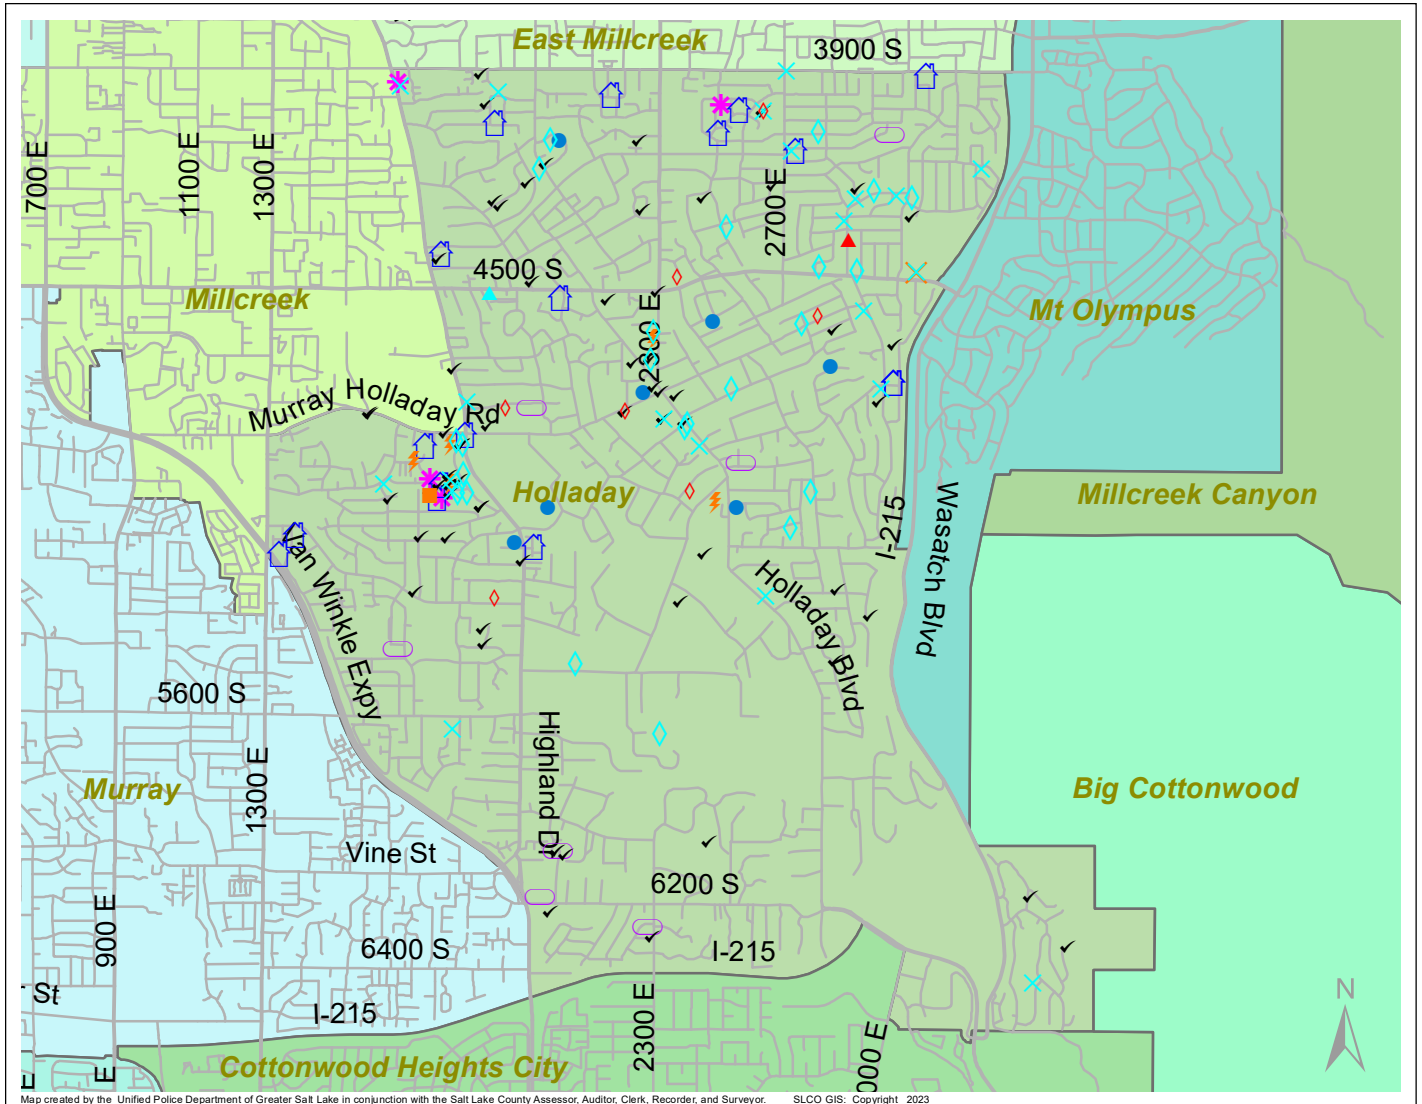 East Millcreek
3900 S
700 E
1100 E
1300 E
2700 E
4500 S
Millcreek
Mt Olympus
2300 E
Murray Holladay Rd
Holladay
Millcreek Canyon
I-215
Wasatch Blvd
Van Winkle Expy
Holladay Blvd
5600 S
Highland Dr
Murray
1300 E
Big Cottonwood
Vine St
6200 S
900 E
6400 S
I-215
St
I-215
2300 E
N
000 E
Cottonwood Heights City
E
E
Map created by the Unified Police Department of Greater Salt Lake in conjunction with the Salt Lake County Assessor, Auditor, Clerk, Recorder, and Surveyor. SLCO GIS: Copyright 2023